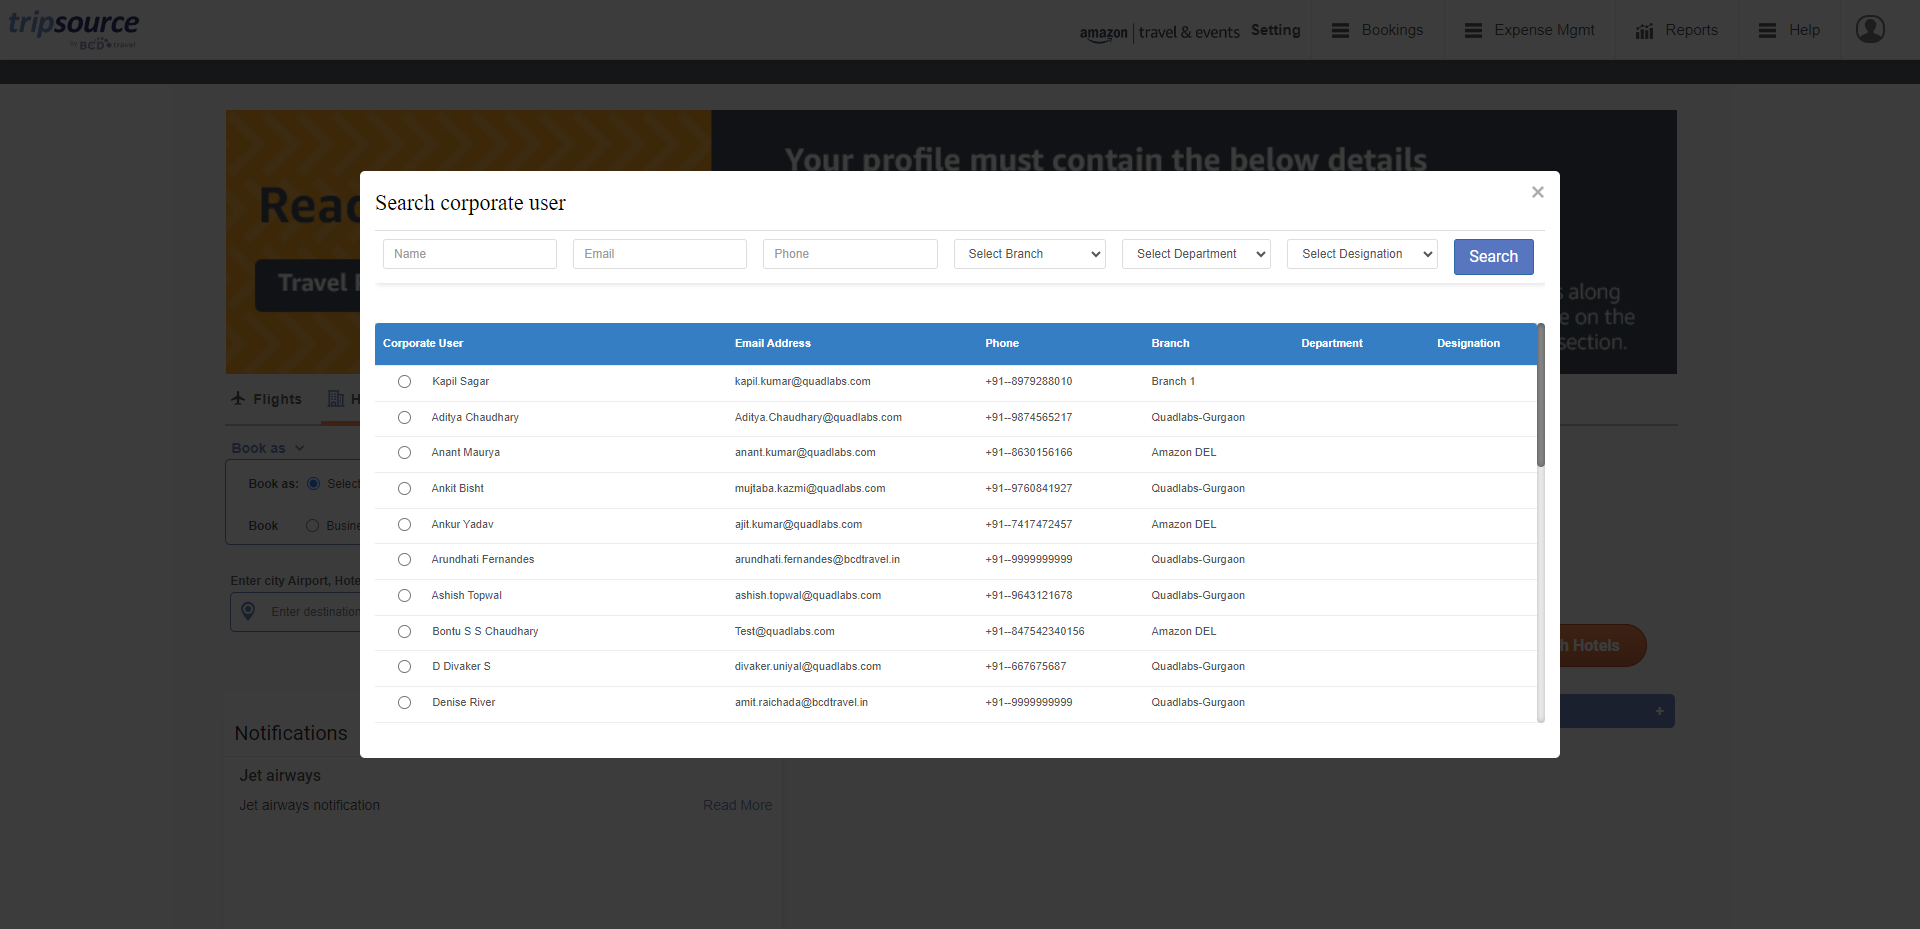 tripsource
by BCD travel
amazon | travel & events
Setting
Bookings
Expense Mgmt
Reports
Help
Your profile must contain the below details
Travel
along
on the
section.
Search corporate user
×
Name
Email
Phone
Select Branch
Select Department
Select Designation
Search
Corporate User Email Address Phone Branch Department Designation
Kapil Sagar kapil.kumar@quadlabs.com +91--8979288010 Branch 1
Aditya Chaudhary Aditya.Chaudhary@quadlabs.com +91--9874565217 Quadlabs-Gurgaon
Anant Maurya anant.kumar@quadlabs.com +91--8630156166 Amazon DEL
Ankit Bisht mujtaba.kazmi@quadlabs.com +91--9760841927 Quadlabs-Gurgaon
Ankur Yadav ajit.kumar@quadlabs.com +91--7417472457 Amazon DEL
Arundhati Fernandes arundhati.fernandes@bcdtravel.in +91--9999999999 Quadlabs-Gurgaon
Ashish Topwal ashish.topwal@quadlabs.com +91--9643121678 Quadlabs-Gurgaon
Bontu S S Chaudhary Test@quadlabs.com +91--847542340156 Amazon DEL
D Divaker S divaker.uniyal@quadlabs.com +91--667675687 Quadlabs-Gurgaon
Denise River amit.raichada@bcdtravel.in +91--9999999999 Quadlabs-Gurgaon
Flights
Book as
Book as: Select
Book
Enter city Airport,
Enter destination
Hotels
+
Notifications
Jet airways
Jet airways notification
Read More